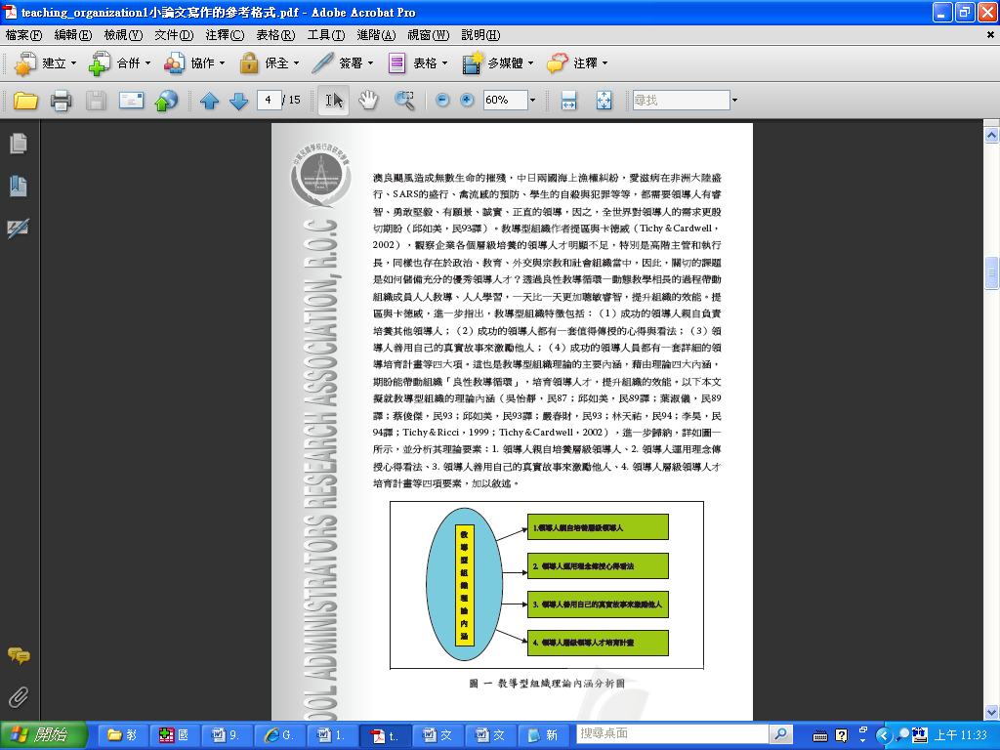 teaching_organization1小論文寫作的參考格式.pdf - Adobe Acrobat Pro
檔案(F) 編輯(E) 檢視(V) 文件(D) 注釋(C) 表格(R) 工具(T) 進階(A) 視窗(W) 說明(H)
建立 合併 協作 保全 簽署 表格 多媒體 注釋
4 / 15 60% 尋找
中華民國學校行政研究學會
OOL ADMINISTRATORS RESEARCH ASSOCIATION, R.O.C
澳良颶風造成無數生命的摧殘，中日兩國海上漁權糾紛，愛滋病在非洲大陸盛
行、SARS的盛行、禽流感的預防、學生的自殺與犯罪等等，都需要領導人有睿
智、勇敢堅毅、有願景、誠實、正直的領導，因之，全世界對領導人的需求更殷
切期盼（邱如美，民93譯）。教導型組織作者提區與卡德威（Tichy & Cardwell，
2002），觀察企業各個層級培養的領導人才明顯不足，特別是高階主管和執行
長，同樣也存在於政治、教育、外交與宗教和社會組織當中，因此，關切的課題
是如何儲備充分的優秀領導人才？透過良性教導循環—動態教學相長的過程帶動
組織成員人人教導、人人學習，一天比一天更加聰敏睿智，提升組織的效能。提
區與卡德威，進一步指出，教導型組織特徵包括：（1）成功的領導人親自負責
培養其他領導人；（2）成功的領導人都有一套值得傳授的心得與看法；（3）領
導人善用自己的真實故事來激勵他人；（4）成功的領導人員都有一套詳細的領
導培育計畫等四大項。這也是教導型組織理論的主要內涵，藉由理論四大內涵，
期盼能帶動組織「良性教導循環」，培育領導人才，提升組織的效能。以下本文
擬就教導型組織的理論內涵（吳怡靜，民87；邱如美，民89譯；葉淑儀，民89
譯；蔡俊傑，民93；邱如美，民93譯；嚴春財，民93；林天祐，民94；李昊，民
94譯；Tichy & Ricci，1999；Tichy & Cardwell，2002），進一步歸納，詳如圖一
所示，並分析其理論要素：1. 領導人親自培養層級領導人、2. 領導人運用理念傳
授心得看法、3. 領導人善用自己的真實故事來激勵他人、4. 領導人層級領導人才
培育計畫等四項要素，加以敘述。
教導型組織理論內涵
1.領導人親自培養層級領導人
2. 領導人運用理念傳授心得看法
3. 領導人善用自己的真實故事來激勵他人
4. 領導人層級領導人才培育計畫
圖 一 教導型組織理論內涵分析圖
開始 區 9. G. 1. t.. 文 文 新 搜尋桌面 上午 11:33